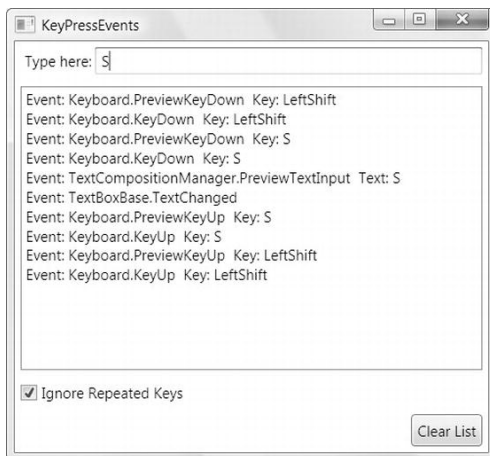 KeyPressEvents
Type here: S
Event: Keyboard.PreviewKeyDown Key: LeftShift
Event: Keyboard.KeyDown Key: LeftShift
Event: Keyboard.PreviewKeyDown Key: S
Event: Keyboard.KeyDown Key: S
Event: TextCompositionManager.PreviewTextInput Text: S
Event: TextBoxBase.TextChanged
Event: Keyboard.PreviewKeyUp Key: S
Event: Keyboard.KeyUp Key: S
Event: Keyboard.PreviewKeyUp Key: LeftShift
Event: Keyboard.KeyUp Key: LeftShift
Ignore Repeated Keys
Clear List